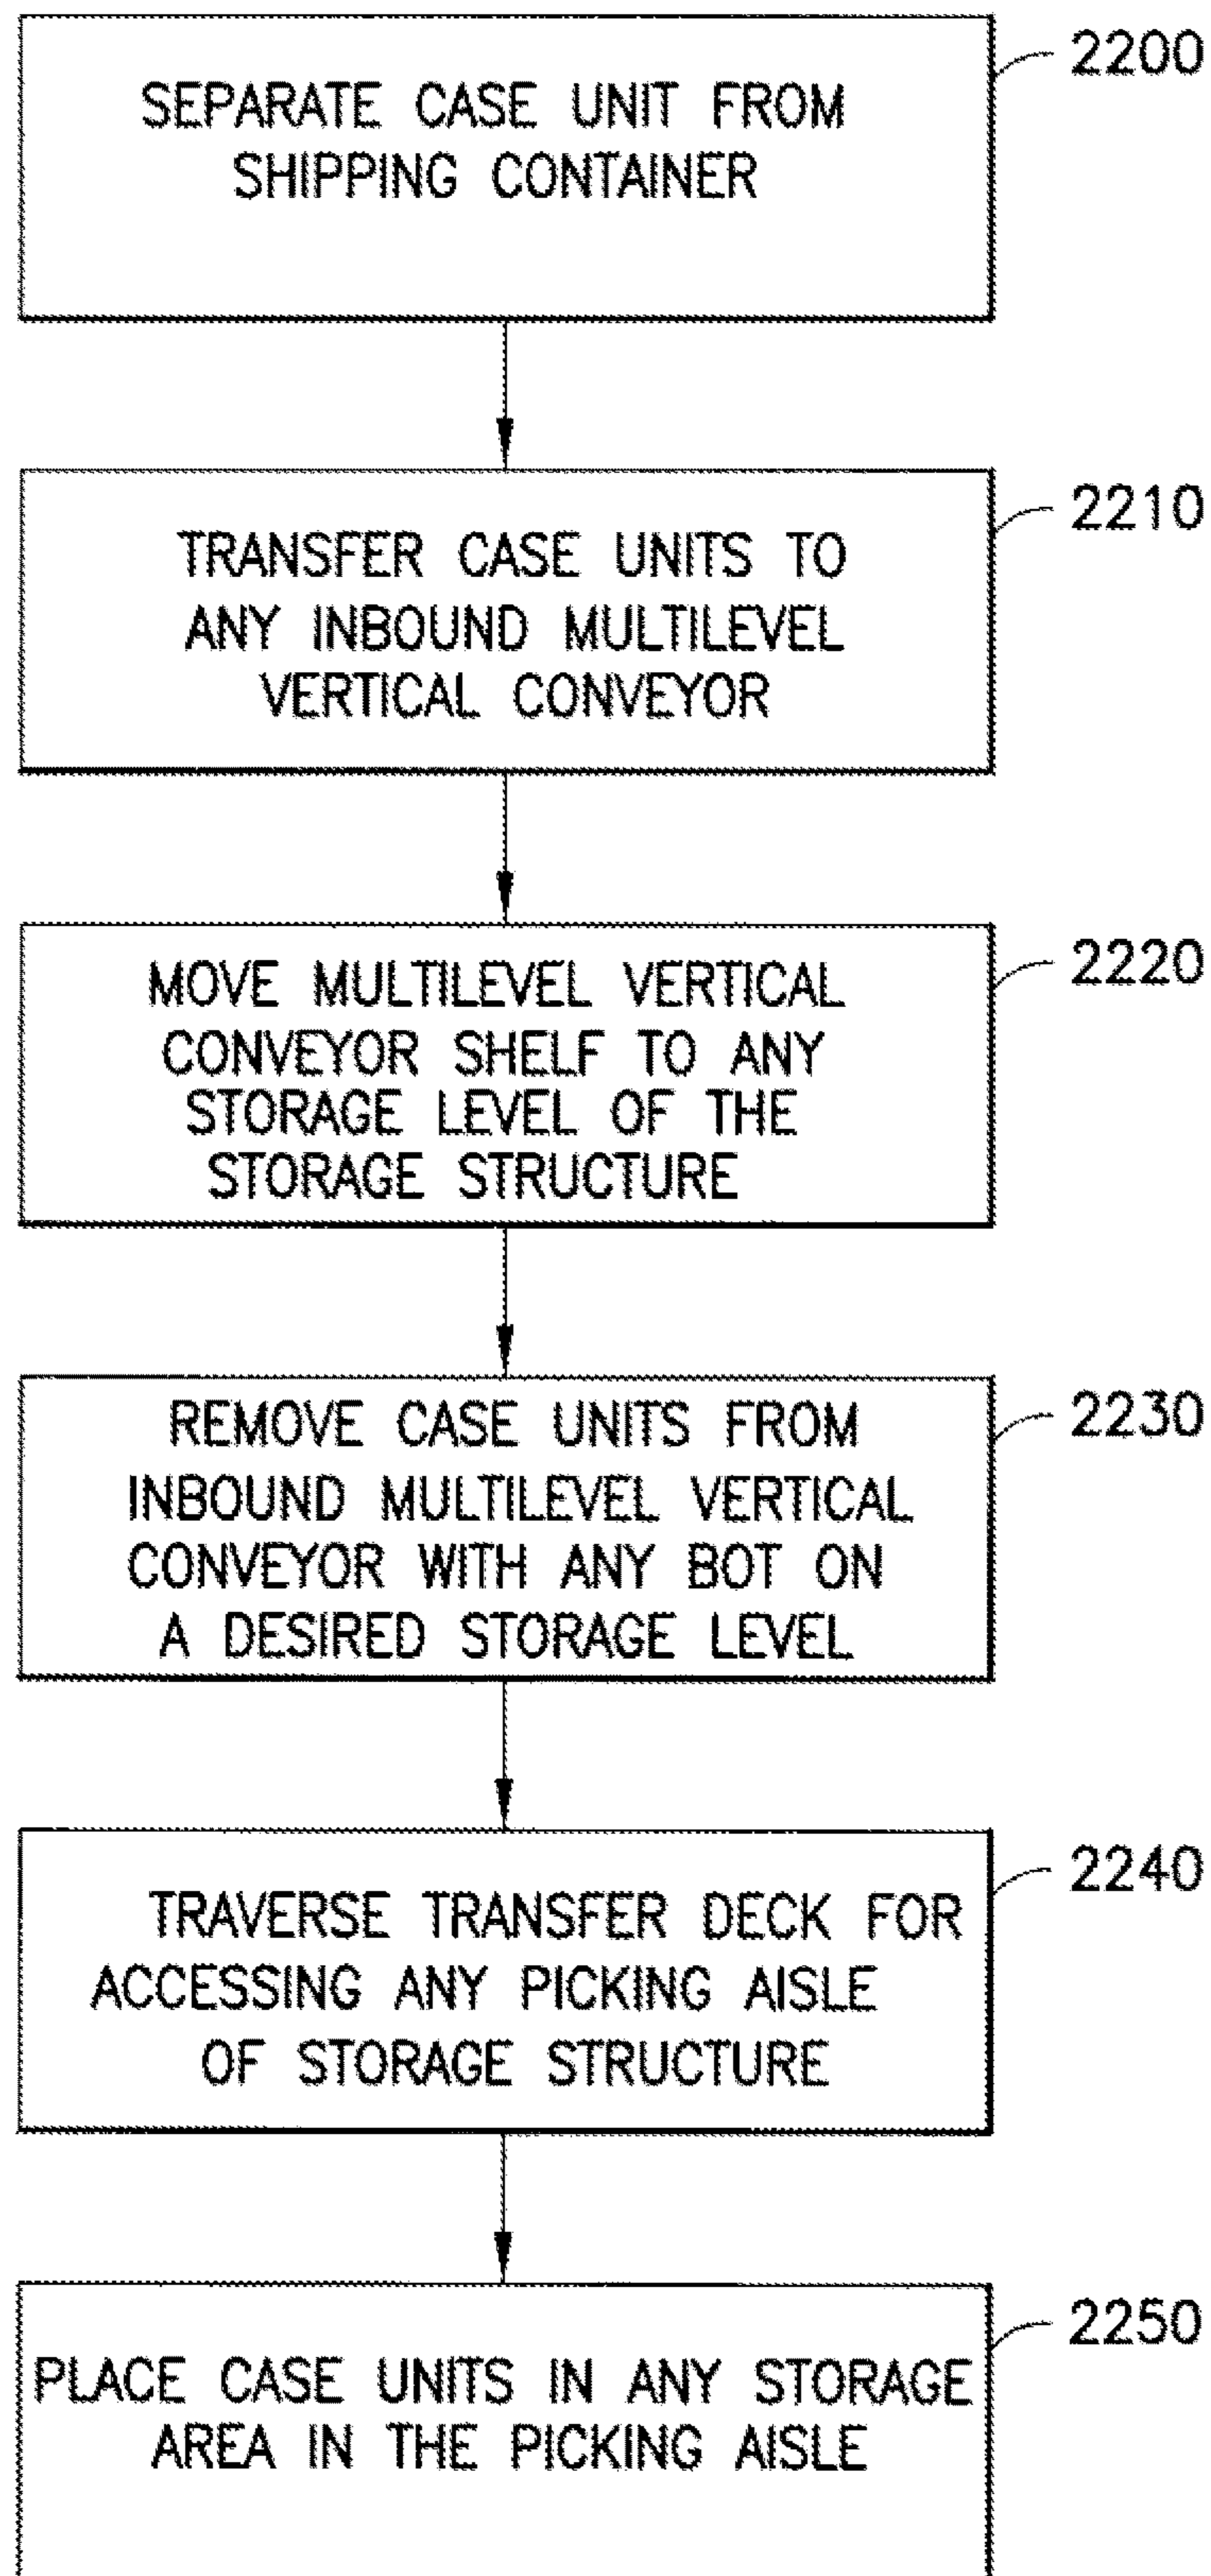 SEPARATE CASE UNIT FROM
SHIPPING CONTAINER
2200
TRANSFER CASE UNITS TO
ANY INBOUND MULTILEVEL
VERTICAL CONVEYOR
2210
MOVE MULTILEVEL VERTICAL
CONVEYOR SHELF TO ANY
STORAGE LEVEL OF THE
STORAGE STRUCTURE
2220
REMOVE CASE UNITS FROM
INBOUND MULTILEVEL VERTICAL
CONVEYOR WITH ANY BOT ON
A DESIRED STORAGE LEVEL
2230
TRAVERSE TRANSFER DECK FOR
ACCESSING ANY PICKING AISLE
OF STORAGE STRUCTURE
2240
PLACE CASE UNITS IN ANY STORAGE
AREA IN THE PICKING AISLE
2250